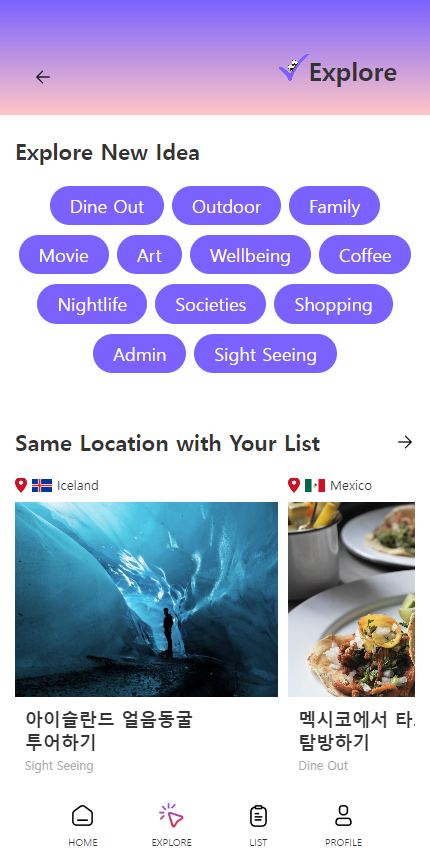 Explore
Explore New Idea
Dine Out Outdoor Family
Movie Art Wellbeing Coffee
Nightlife Societies Shopping
Admin Sight Seeing
Same Location with Your List
Iceland Mexico
아이슬란드 얼음동굴
투어하기
Sight Seeing
멕시코에서
탐방하기
Dine Out
HOME EXPLORE LIST PROFILE